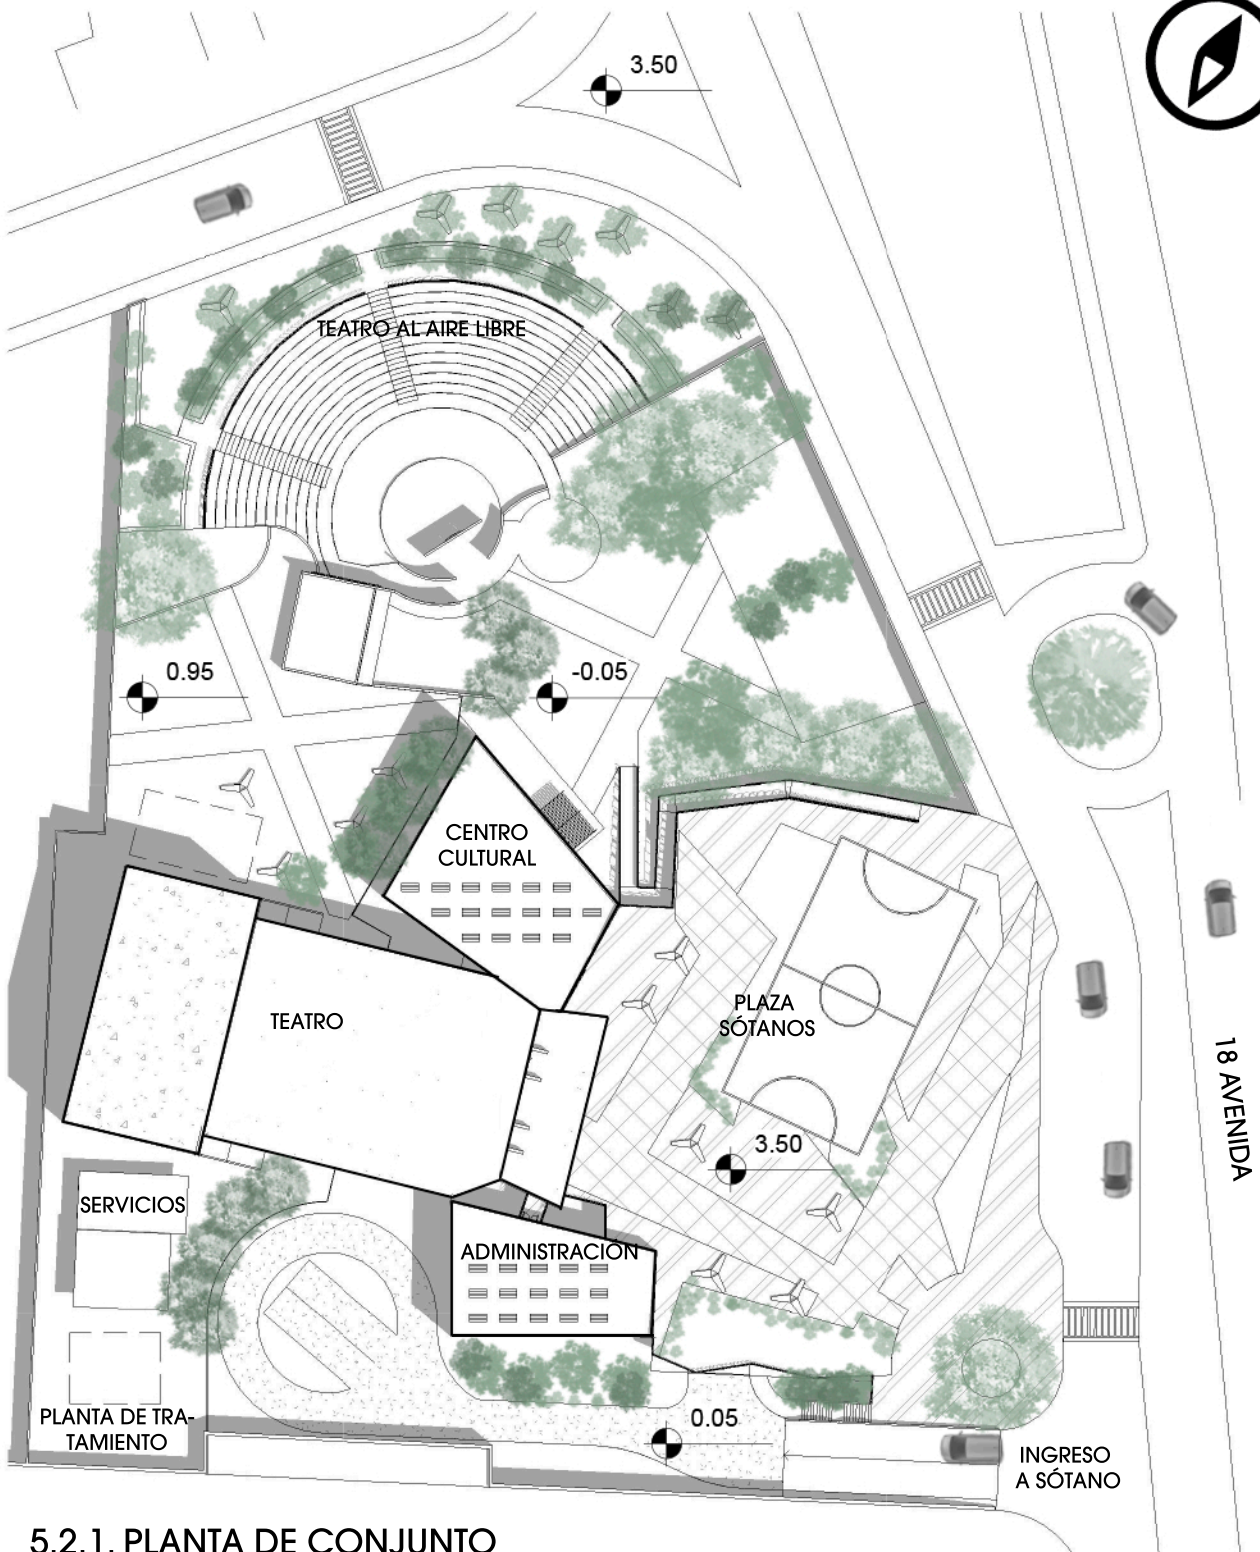 3.50
TEATRO AL AIRE LIBRE
0.95
-0.05
CENTRO
CULTURAL
TEATRO
PLAZA
SÓTANOS
18 AVENIDA
3.50
SERVICIOS
ADMINISTRACIÓN
PLANTA DE TRA-
TAMIENTO
0.05
INGRESO
A SÓTANO
5.2.1. PLANTA DE CONJUNTO